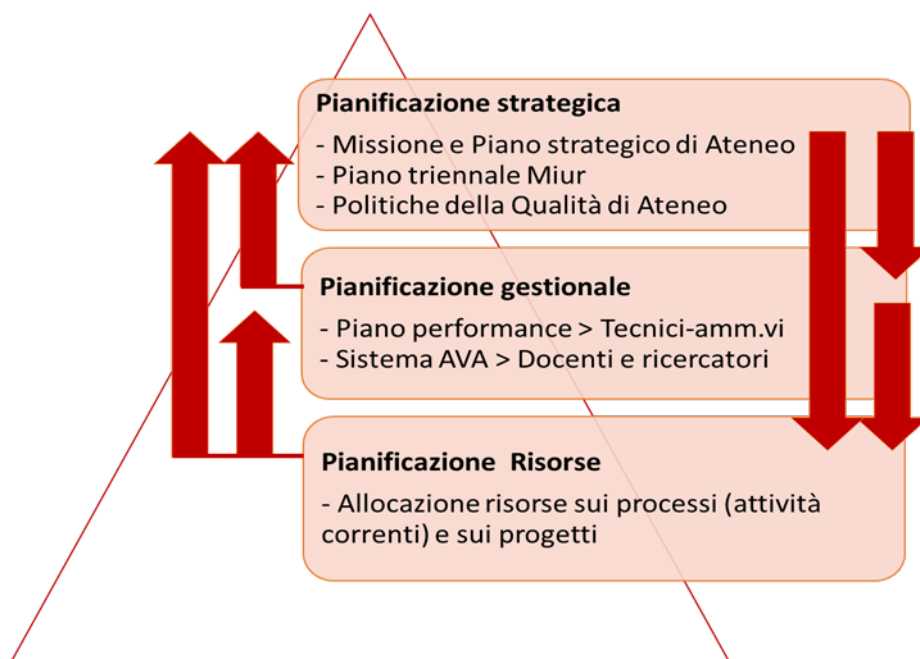 Pianificazione strategica
- Missione e Piano strategico di Ateneo
- Piano triennale Miur
- Politiche della Qualità di Ateneo
Pianificazione gestionale
- Piano performance > Tecnici-amm.vi
- Sistema AVA > Docenti e ricercatori
Pianificazione Risorse
- Allocazione risorse sui processi (attività
correnti) e sui progetti